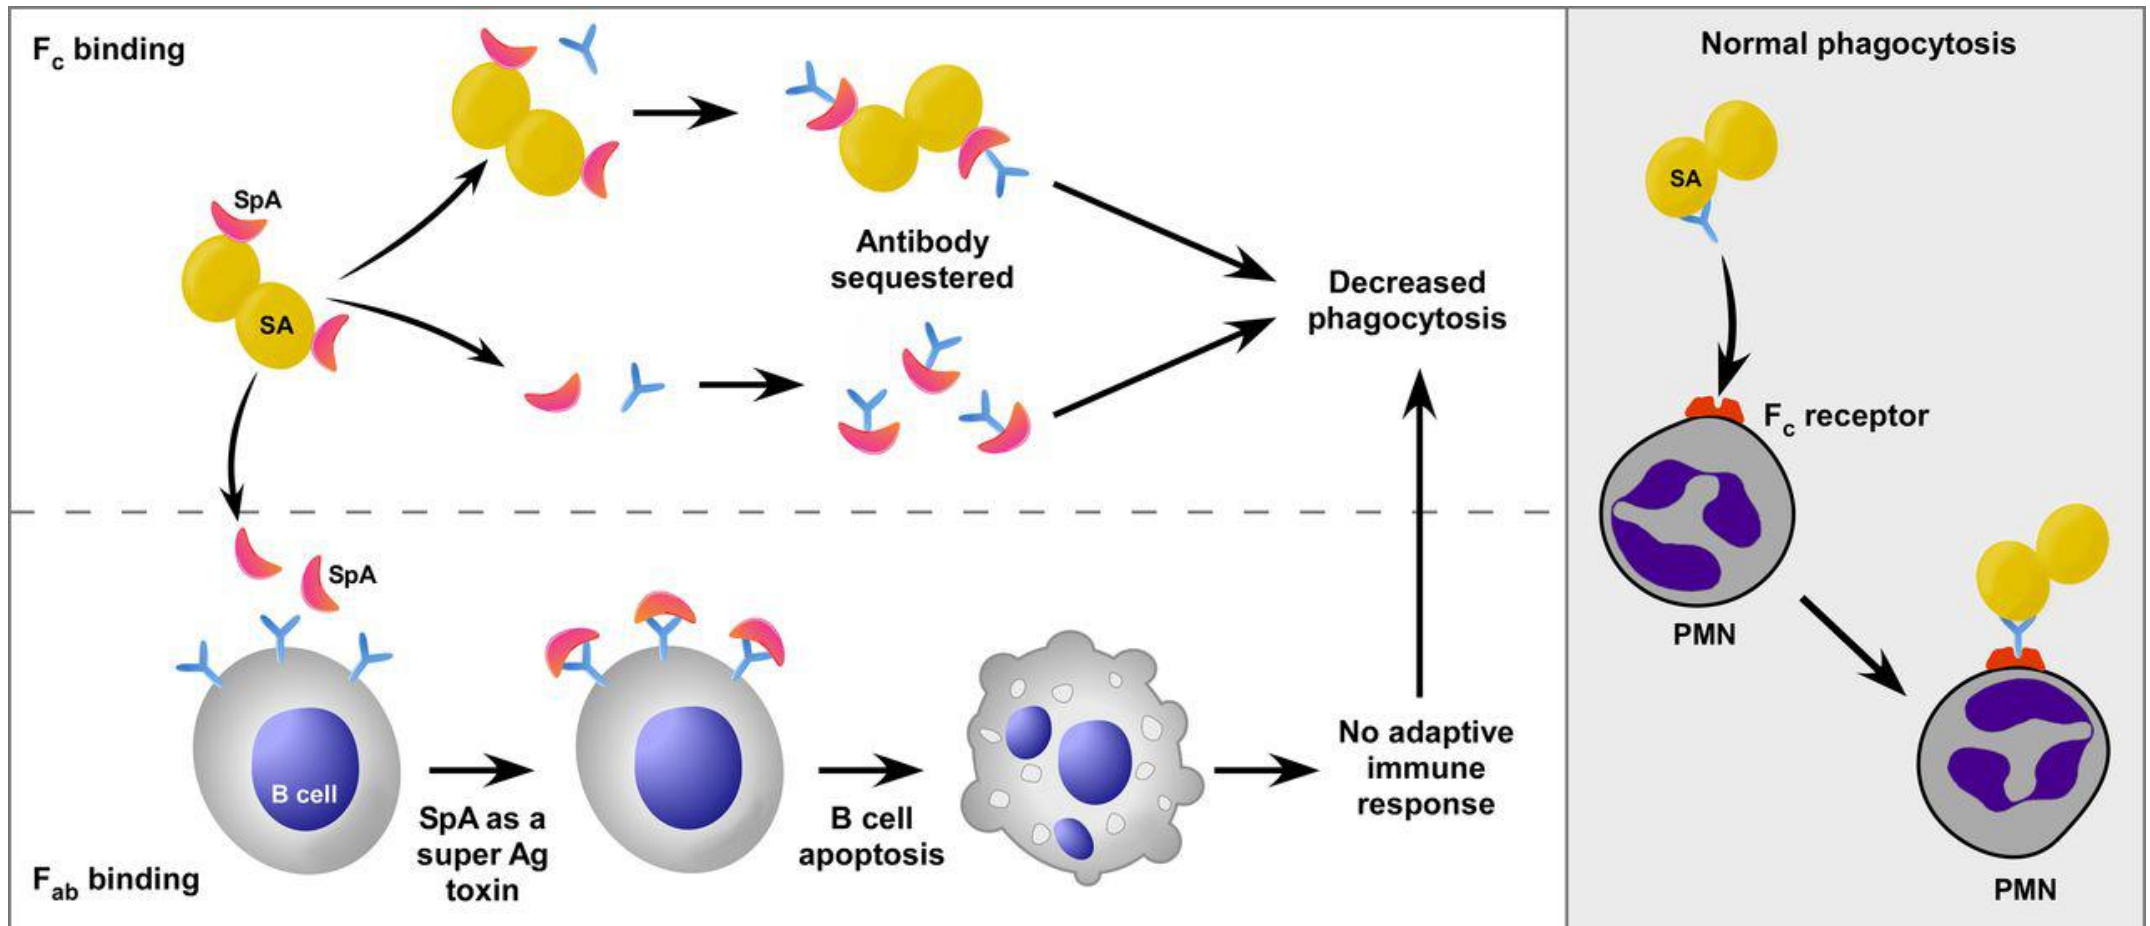 Fc binding
SpA
SA
Antibody
sequestered
Decreased
phagocytosis
SpA
B cell
SpA as a
super Ag
toxin
B cell
apoptosis
No adaptive
immune
response
Fab binding
Normal phagocytosis
SA
Fc receptor
PMN
PMN